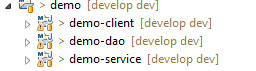 > demo [develop dev]
> demo-client [develop dev]
> demo-dao [develop dev]
> demo-service [develop dev]